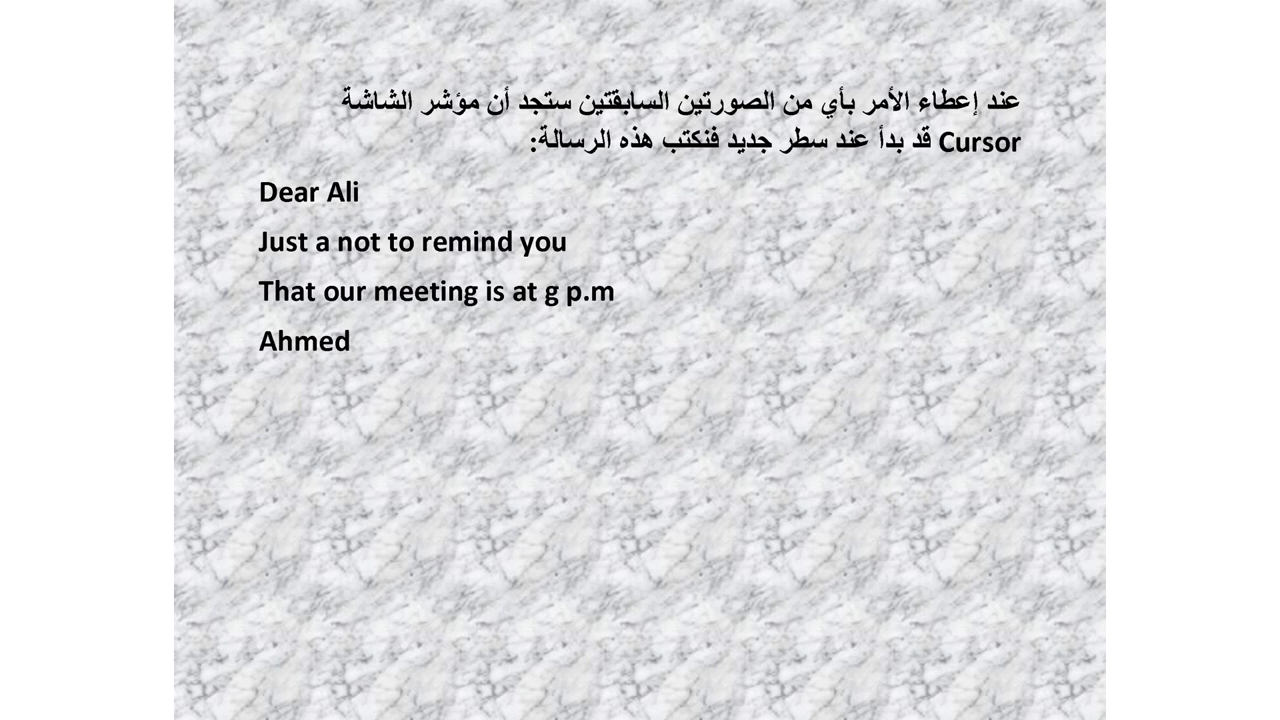 عند إعطاء الأمر بأي من الصورتين السابقتين ستجد أن مؤشر الشاشة
Cursor قد بدأ عند سطر جديد فنكتب هذه الرسالة:
Dear Ali
Just a not to remind you
That our meeting is at g p.m
Ahmed